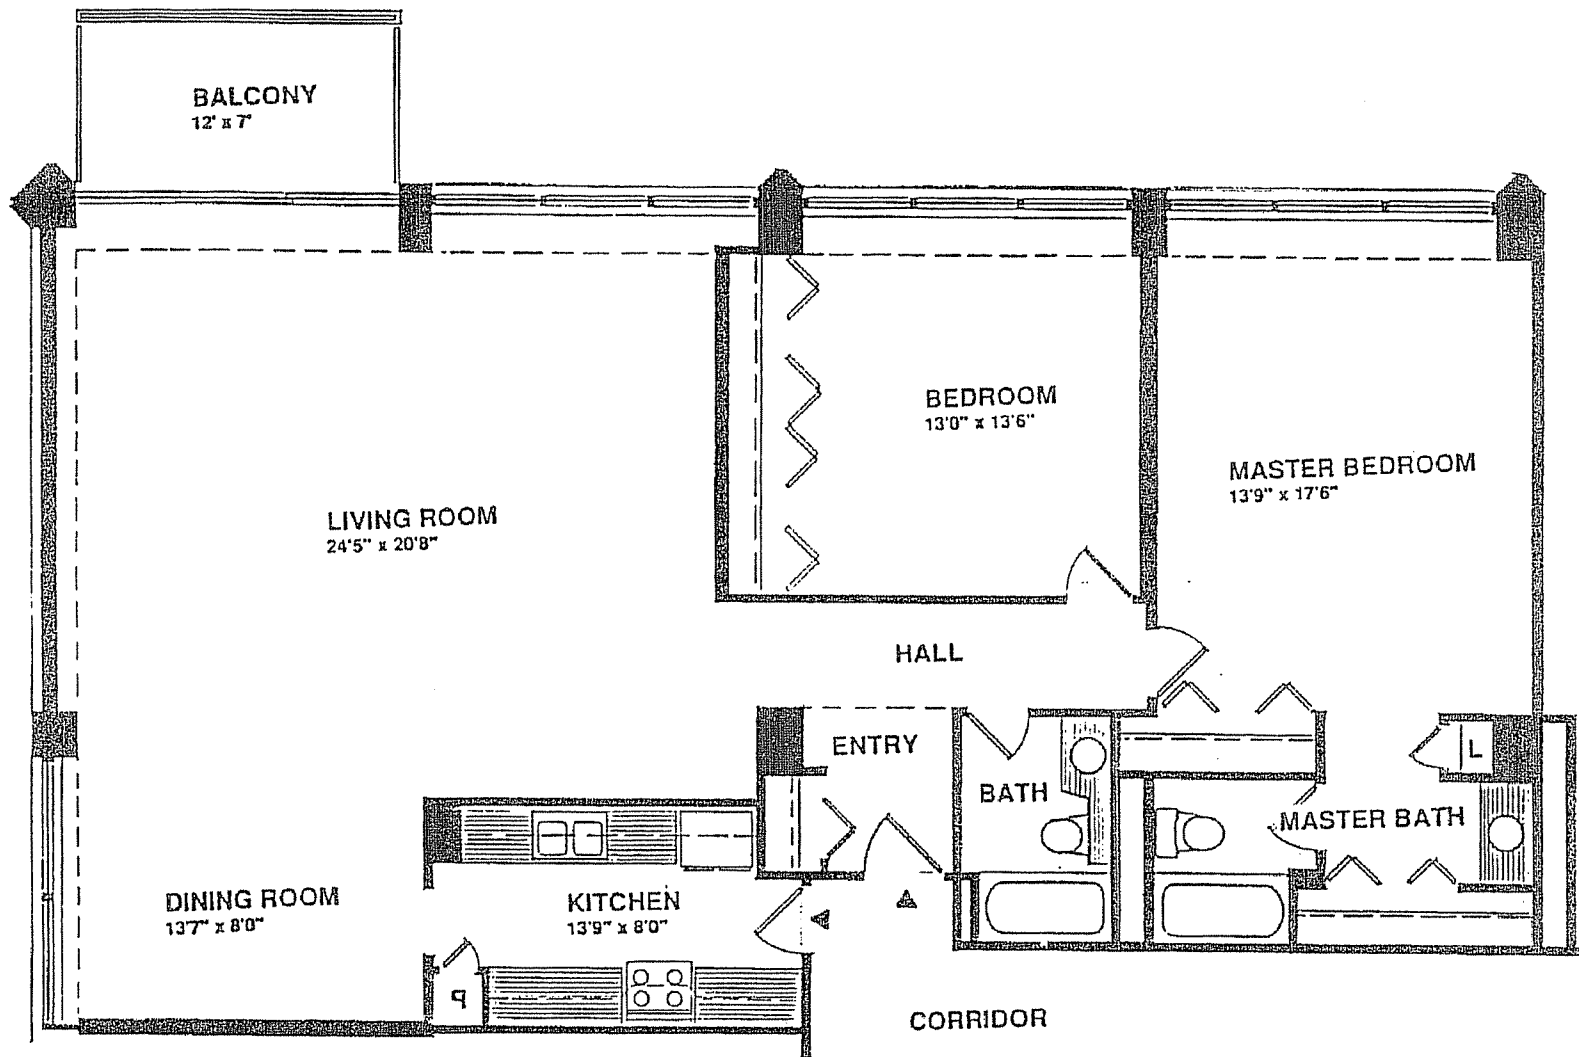 BALCONY
12' x 7'
BEDROOM
13'0" x 13'6"
MASTER BEDROOM
13'9" x 17'6"
LIVING ROOM
24'5" x 20'8"
HALL
ENTRY
L
BATH
MASTER BATH
DINING ROOM
13'7" x 8'0"
KITCHEN
13'9" x 8'0"
P
CORRIDOR